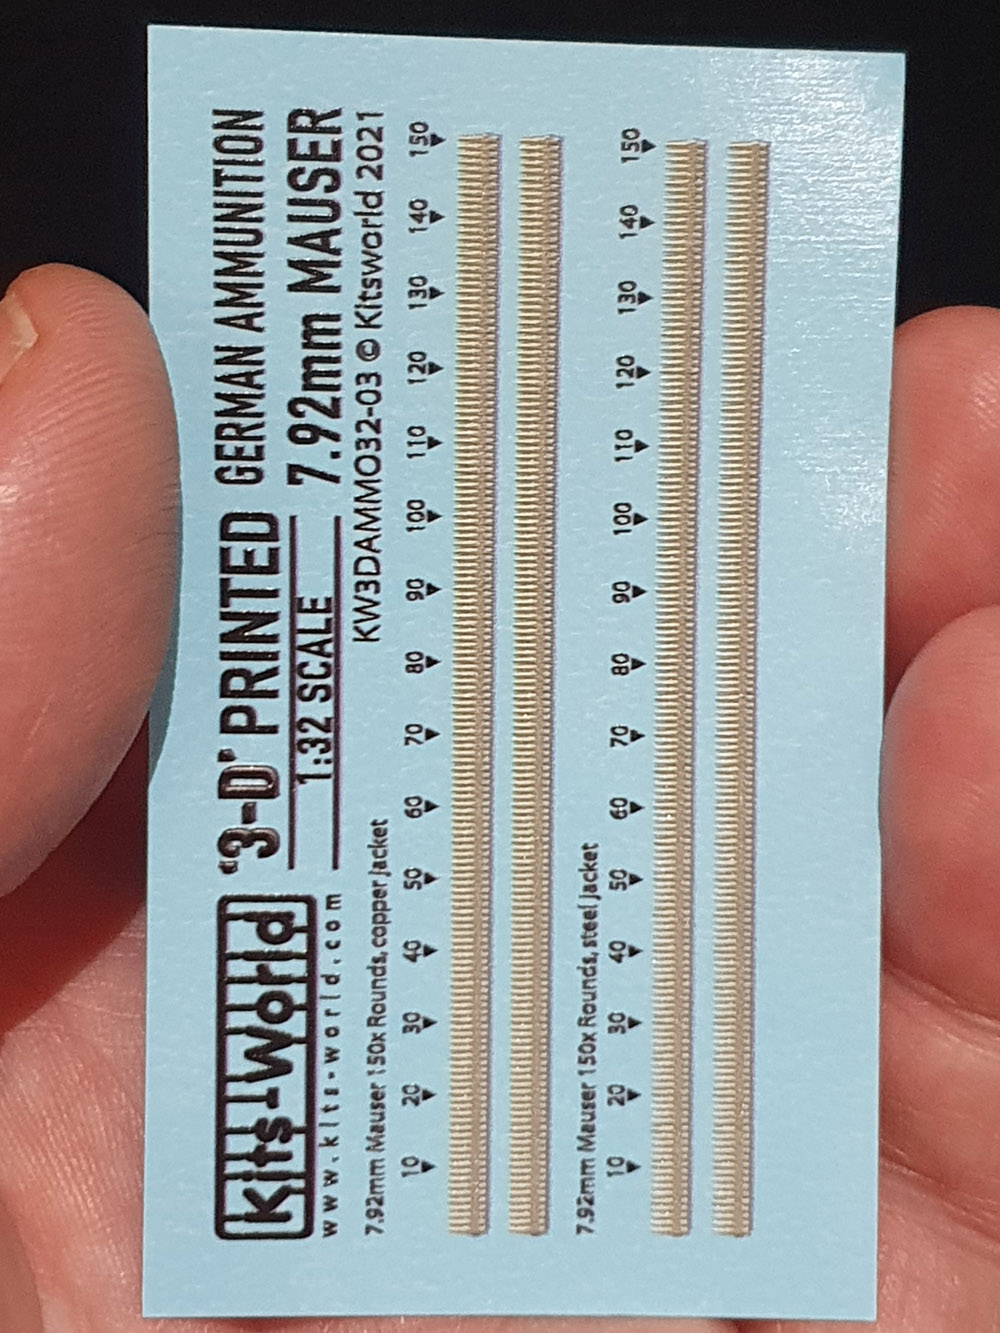 Kits-World
www.kits-world.com
"3-D" PRINTED GERMAN AMMUNITION
1:32 SCALE 7.92mm MAUSER
KW3DAMMO32-03 © Kitsworld 2021
7.92mm Mauser 150x Rounds, copper jacket
10 20 30 40 50 60 70 80 90 100 110 120 130 140 150
7.92mm Mauser 150x Rounds, steel jacket
10 20 30 40 50 60 70 80 90 100 110 120 130 140 150